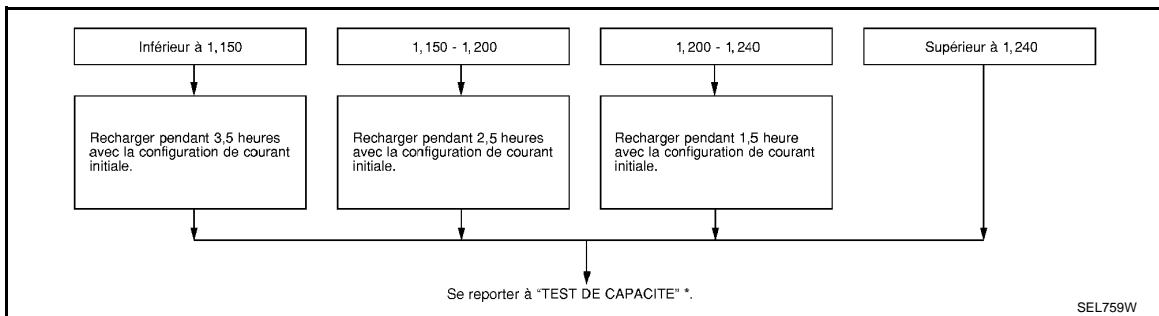 Inférieur à 1,150
1,150 - 1,200
1,200 - 1,240
Supérieur à 1,240
Recharger pendant 3,5 heures
avec la configuration de courant
initiale.
Recharger pendant 2,5 heures
avec la configuration de courant
initiale.
Recharger pendant 1,5 heure
avec la configuration de courant
initiale.
Se reporter à “TEST DE CAPACITE” *.
SEL759W